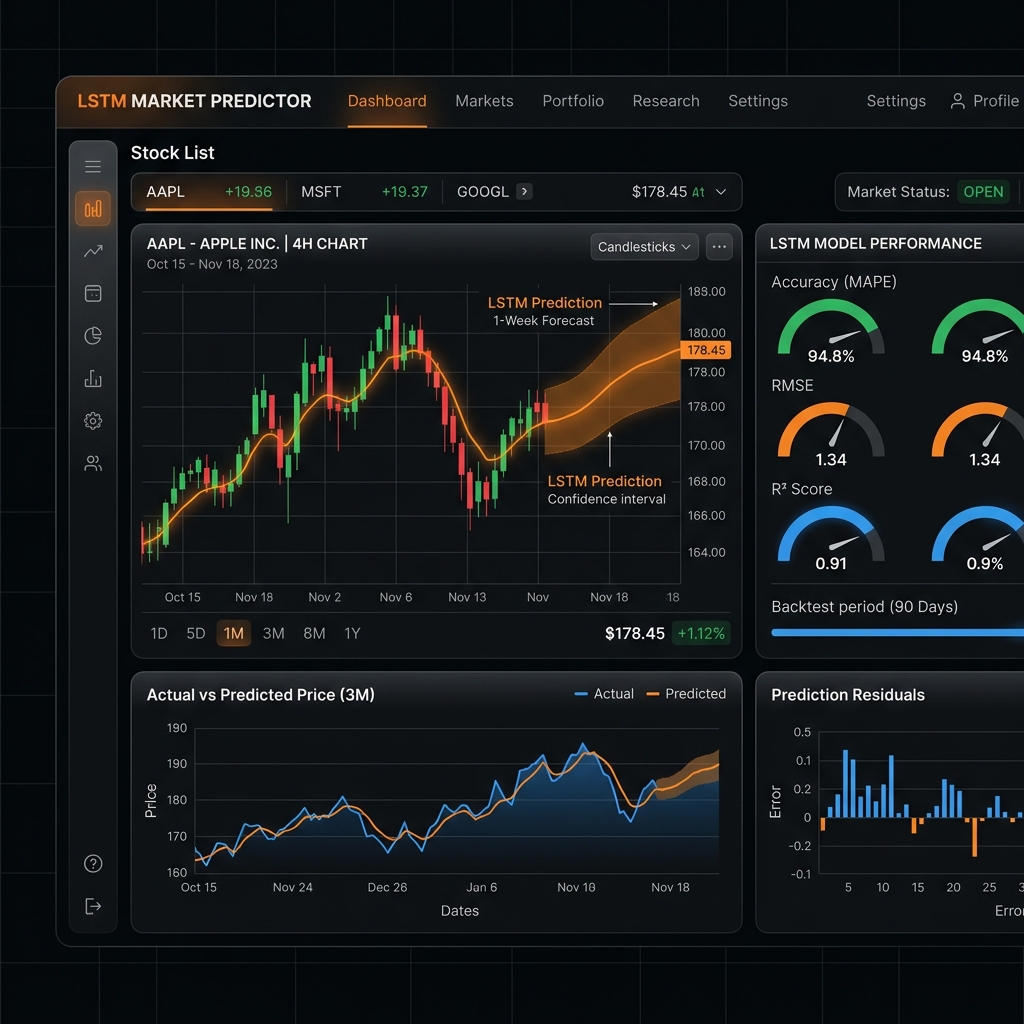 LSTM MARKET PREDICTOR
Dashboard
Markets
Portfolio
Research
Settings
Settings
Profile
Stock List
AAPL +19.36
MSFT +19.37
GOOGL
$178.45
Market Status: OPEN
AAPL - APPLE INC. | 4H CHART
Oct 15 - Nov 18, 2023
Candlesticks
LSTM Prediction
1-Week Forecast
185.00
180.00
178.45
178.00
178.00
170.00
168.00
166.00
164.00
LSTM Prediction
Confidence interval
Oct 15
Nov 18
Nov 2
Nov 6
Nov 13
Nov
Nov 18
18
1D 5D 1M 3M 8M 1Y
$178.45 +1.12%
LSTM MODEL PERFORMANCE
Accuracy (MAPE)
94.8%
94.8%
RMSE
1.34
1.34
R² Score
0.91
0.9%
Backtest period (90 Days)
Actual vs Predicted Price (3M)
Actual
Predicted
Price
190
190
180
170
160
Oct 15
Nov 24
Dec 26
Jan 6
Nov 10
Nov 18
Dates
Prediction Residuals
Error
0.5
0.1
0.2
0
-0.2
-0.1
5
10
15
20
25
3
Error